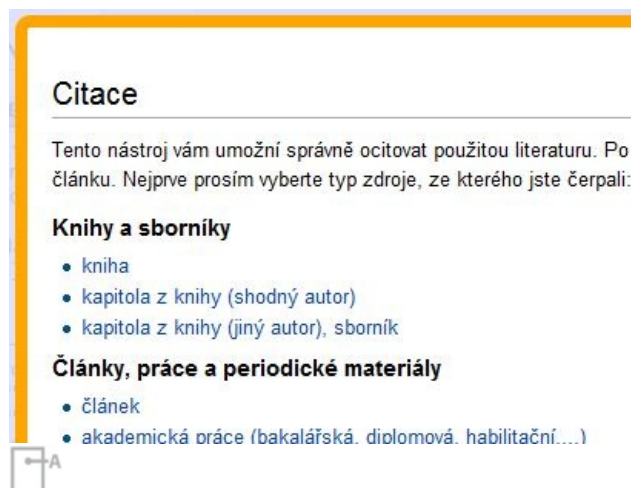 Citace
Tento nástroj vám umožní správně ocitovat použitou literaturu. Po
článku. Nejprve prosím vyberte typ zdroje, ze kterého jste čerpali:
Knihy a sborníky
kniha
kapitola z knihy (shodný autor)
kapitola z knihy (jiný autor), sborník
Články, práce a periodické materiály
článek
akademická práce (bakalářská, diplomová, habilitační,...)
A